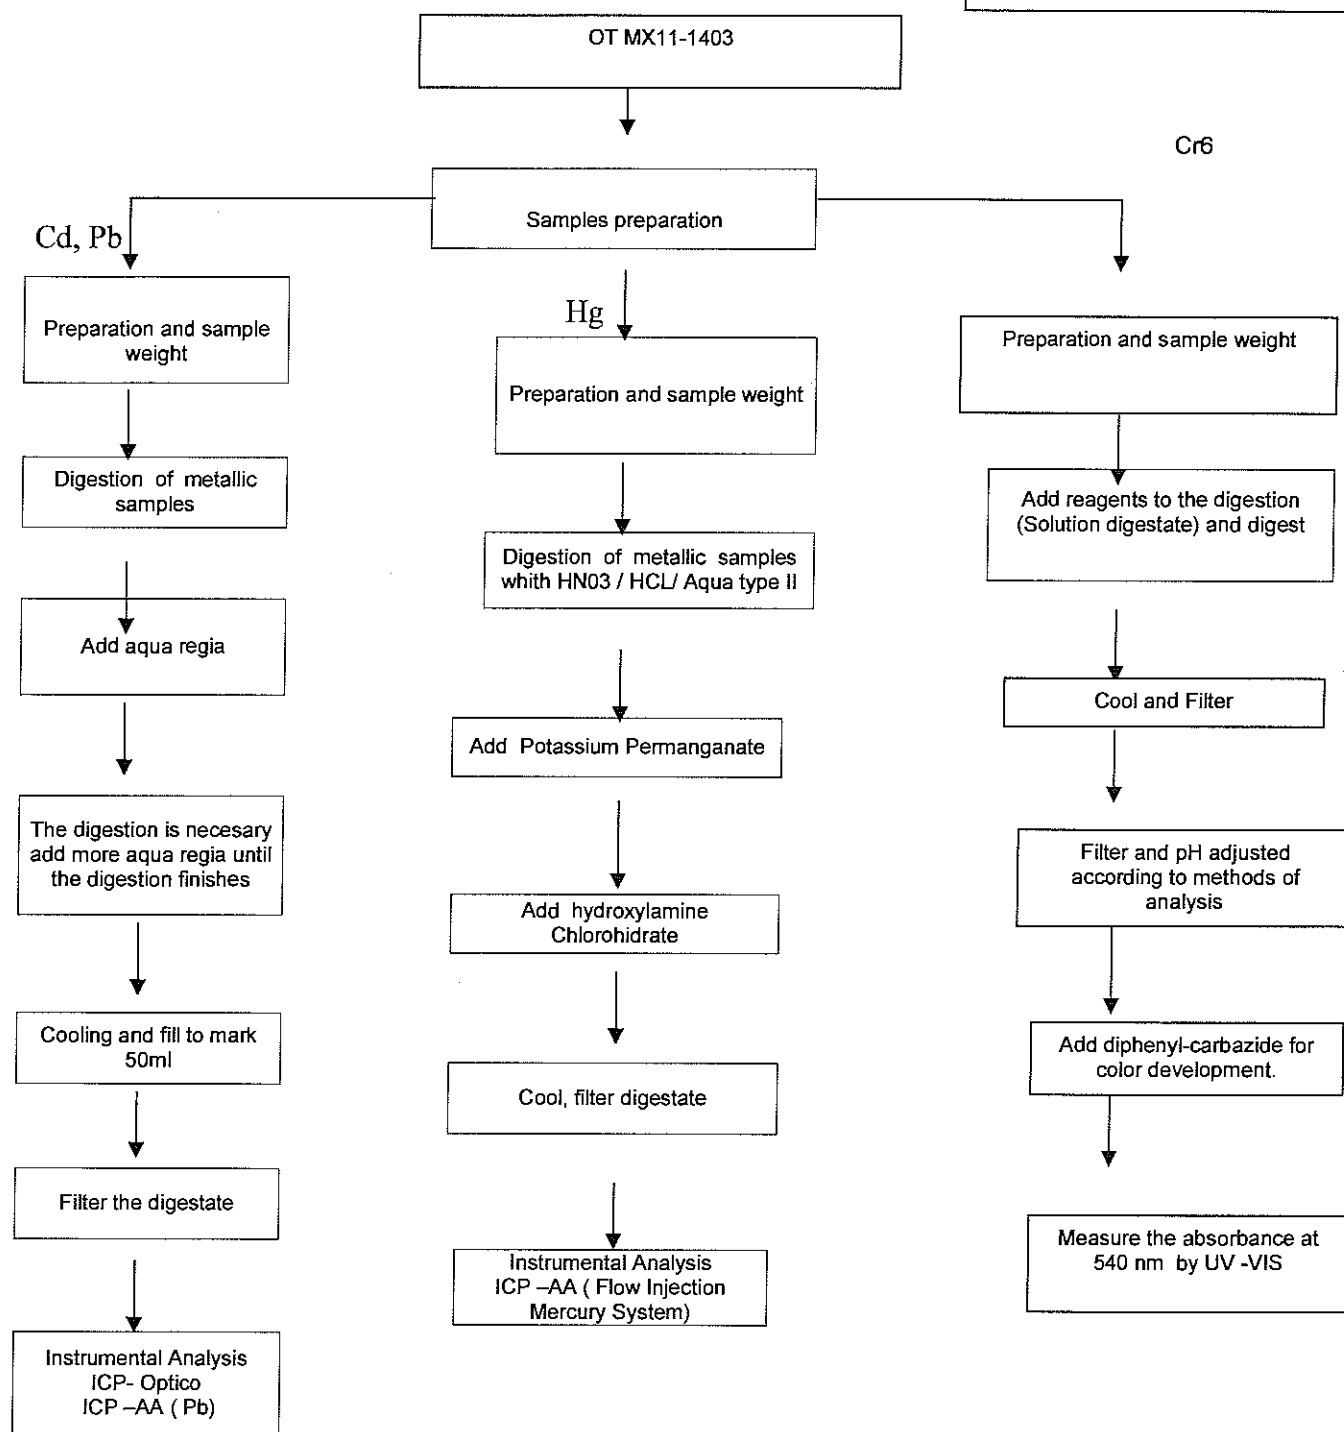 OT MX11-1403
Cr6
Samples preparation
Cd, Pb
Preparation and sample
weight
Digestion of metallic
samples
Add aqua regia
The digestion is necesary
add more aqua regia until
the digestion finishes
Cooling and fill to mark
50ml
Filter the digestate
Instrumental Analysis
ICP- Optico
ICP –AA ( Pb)
Hg
Preparation and sample weight
Digestion of metallic samples
whith HN03 / HCL/ Aqua type II
Add Potassium Permanganate
Add hydroxylamine
Chlorohidrate
Cool, filter digestate
Instrumental Analysis
ICP –AA ( Flow Injection
Mercury System)
Preparation and sample weight
Add reagents to the digestion
(Solution digestate) and digest
Cool and Filter
Filter and pH adjusted
according to methods of
analysis
Add diphenyl-carbazide for
color development.
Measure the absorbance at
540 nm by UV -VIS